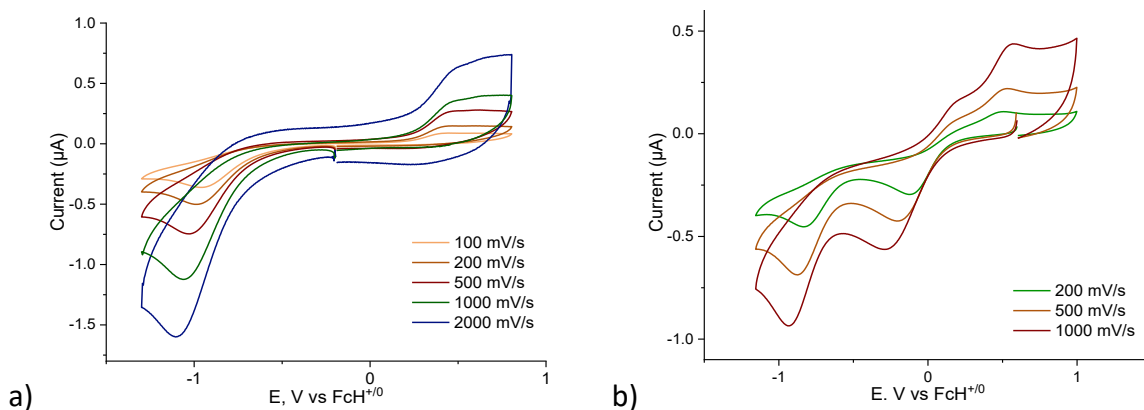 a)
Current (µA)
1.0
0.5
0.0
-0.5
-1.0
-1.5
-1
0
1
E, V vs FcH+/0
100 mV/s
200 mV/s
500 mV/s
1000 mV/s
2000 mV/s
b)
Current (µA)
0.5
0.0
-0.5
-1.0
-1
0
1
E. V vs FcH+/0
200 mV/s
500 mV/s
1000 mV/s